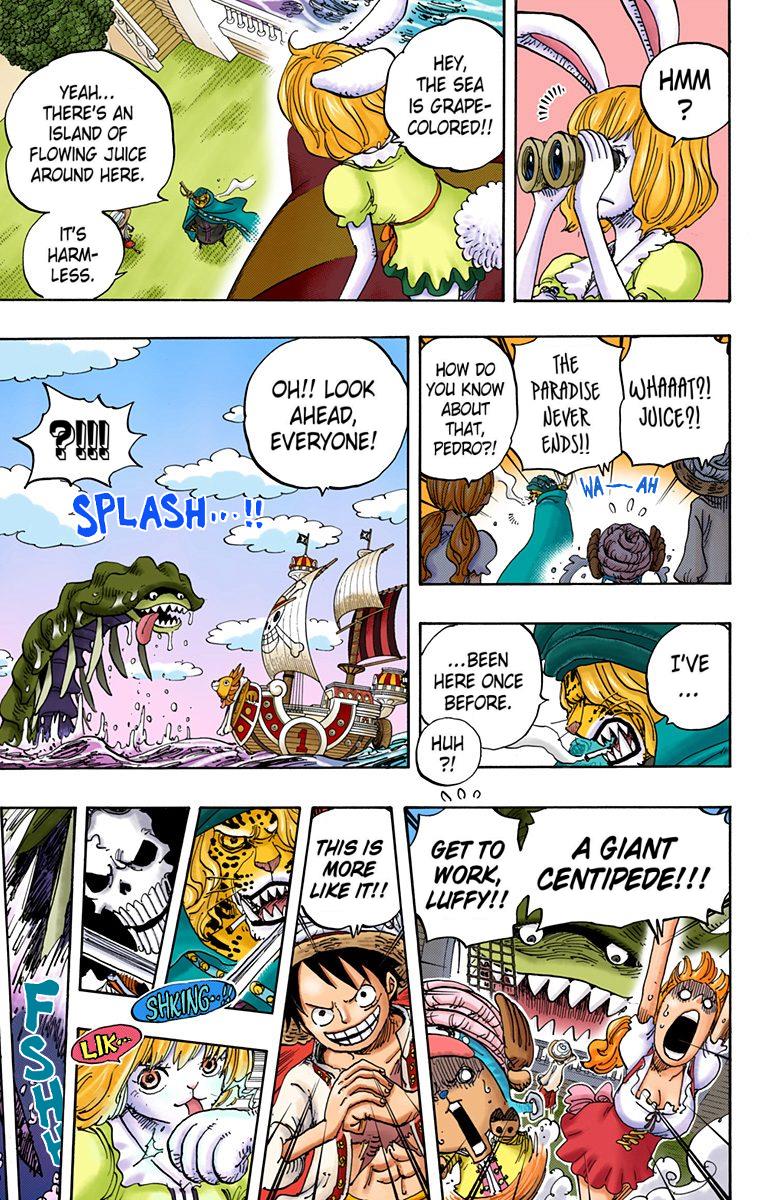 HMM
?
HEY,
THE SEA
IS GRAPE-
COLORED!!
YEAH...
THERE'S AN
ISLAND OF
FLOWING JUICE
AROUND HERE.
IT'S
HARM-
LESS.
WHAAAT?!
JUICE?!
THE
PARADISE
NEVER
ENDS!!
HOW DO
YOU KNOW
ABOUT
THAT,
PEDRO?!
WA—AH
I'VE
...
...BEEN
HERE ONCE
BEFORE.
HUH
?!
OH!! LOOK
AHEAD,
EVERYONE!
?!!!
SPLASH...!!
1
A GIANT
CENTIPEDE!!!
GET TO
WORK,
LUFFY!!
THIS IS
MORE
LIKE IT!!
SHKING..!!
LIK...
FSHY